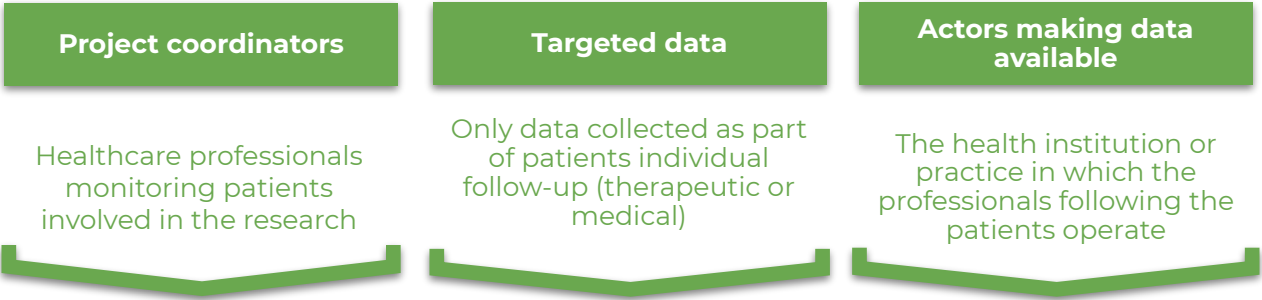 Project coordinators
Healthcare professionals
monitoring patients
involved in the research
Targeted data
Only data collected as part
of patients individual
follow-up (therapeutic or
medical)
Actors making data
available
The health institution or
practice in which the
professionals following the
patients operate